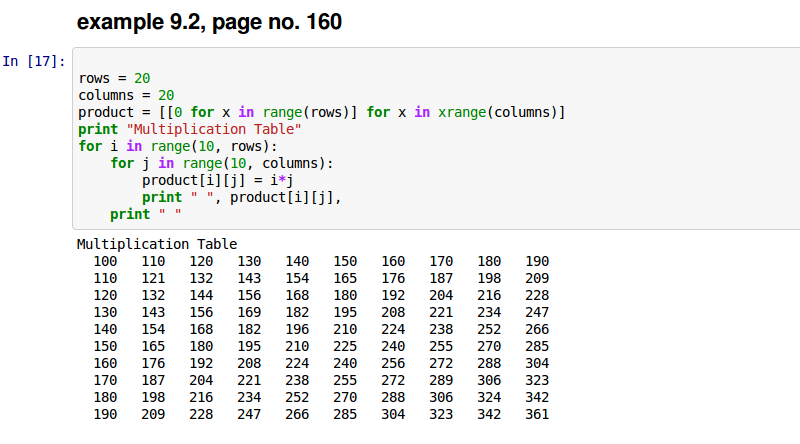 example 9.2, page no. 160
In [17]:
rows = 20
columns = 20
product = [[0 for x in range(rows)] for x in xrange(columns)]
print "Multiplication Table"
for i in range(10, rows):
    for j in range(10, columns):
        product[i][j] = i*j
        print " ", product[i][j],
    print " "
Multiplication Table
  100   110   120   130   140   150   160   170   180   190
  110   121   132   143   154   165   176   187   198   209
  120   132   144   156   168   180   192   204   216   228
  130   143   156   169   182   195   208   221   234   247
  140   154   168   182   196   210   224   238   252   266
  150   165   180   195   210   225   240   255   270   285
  160   176   192   208   224   240   256   272   288   304
  170   187   204   221   238   255   272   289   306   323
  180   198   216   234   252   270   288   306   324   342
  190   209   228   247   266   285   304   323   342   361